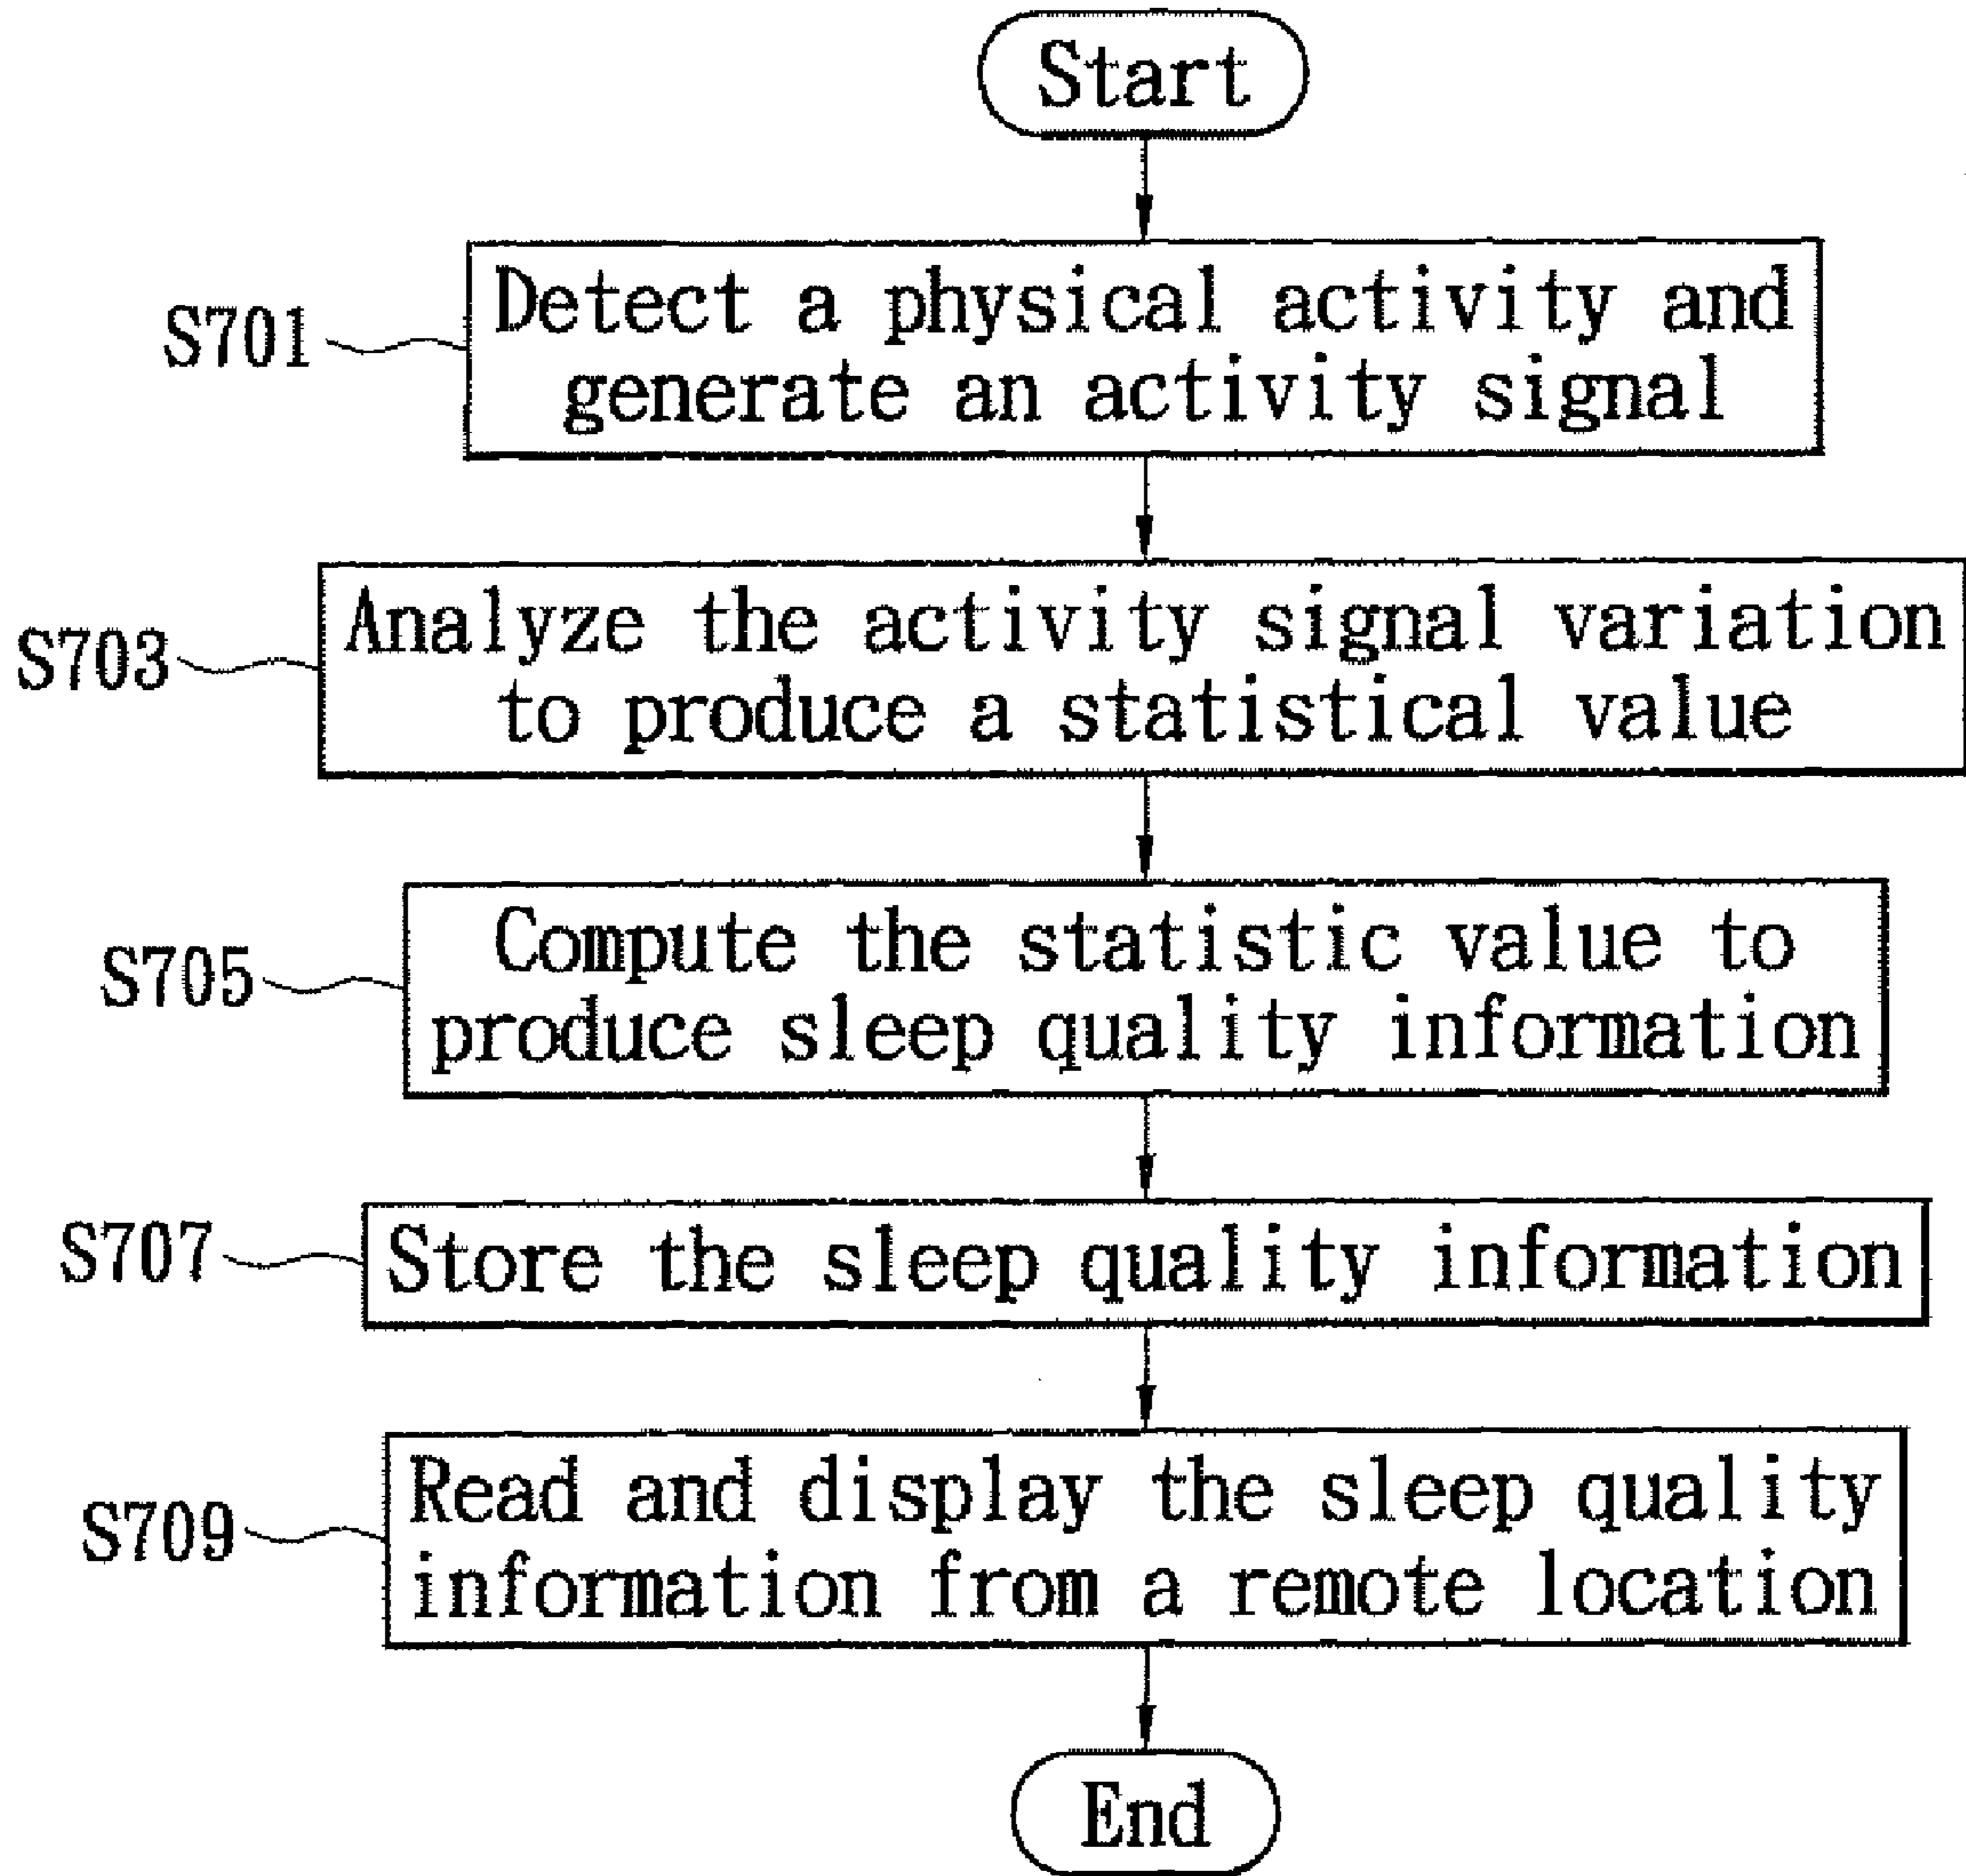 Start
S701
Detect a physical activity and
generate an activity signal
S703
Analyze the activity signal variation
to produce a statistical value
S705
Compute the statistic value to
produce sleep quality information
S707
Store the sleep quality information
S709
Read and display the sleep quality
information from a remote location
End